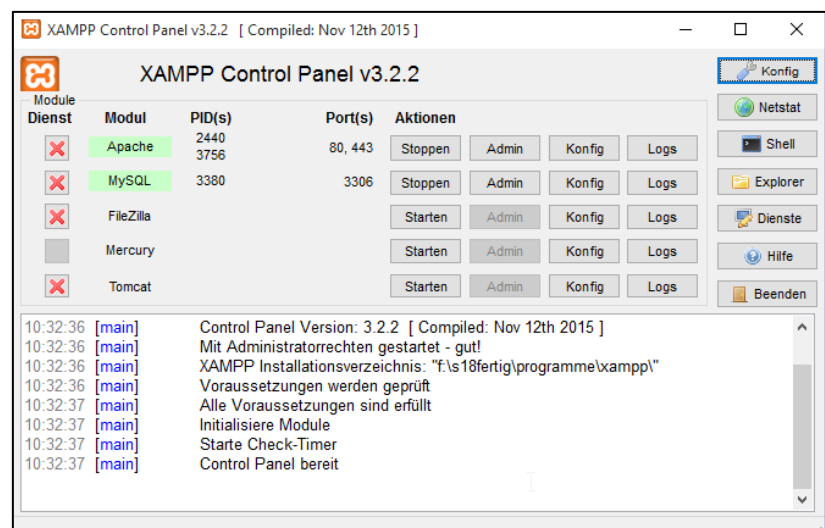 XAMPP Control Panel v3.2.2 [ Compiled: Nov 12th 2015 ]
XAMPP Control Panel v3.2.2
Konfig
Module
Dienst Modul PID(s) Port(s) Aktionen
Netstat
Apache 2440 80, 443 Stoppen Admin Konfig Logs
3756
Shell
MySQL 3380 3306 Stoppen Admin Konfig Logs
Explorer
FileZilla Starten Admin Konfig Logs
Dienste
Mercury Starten Admin Konfig Logs
Hilfe
Tomcat Starten Admin Konfig Logs
Beenden
10:32:36 [main] Control Panel Version: 3.2.2 [ Compiled: Nov 12th 2015 ]
10:32:36 [main] Mit Administratorrechten gestartet - gut!
10:32:36 [main] XAMPP Installationsverzeichnis: "f:\s18fertig\programme\xampp\"
10:32:36 [main] Voraussetzungen werden geprüft
10:32:37 [main] Alle Voraussetzungen sind erfüllt
10:32:37 [main] Initialisiere Module
10:32:37 [main] Starte Check-Timer
10:32:37 [main] Control Panel bereit